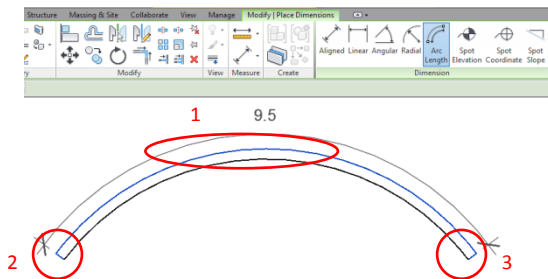 Structure Massing & Site Collaborate View Manage Modify | Place Dimensions
Aligned Linear Angular Radial Arc Length Spot Elevation Spot Coordinate Spot Slope
Modify View Measure Create Dimension
1 9.5
2 3